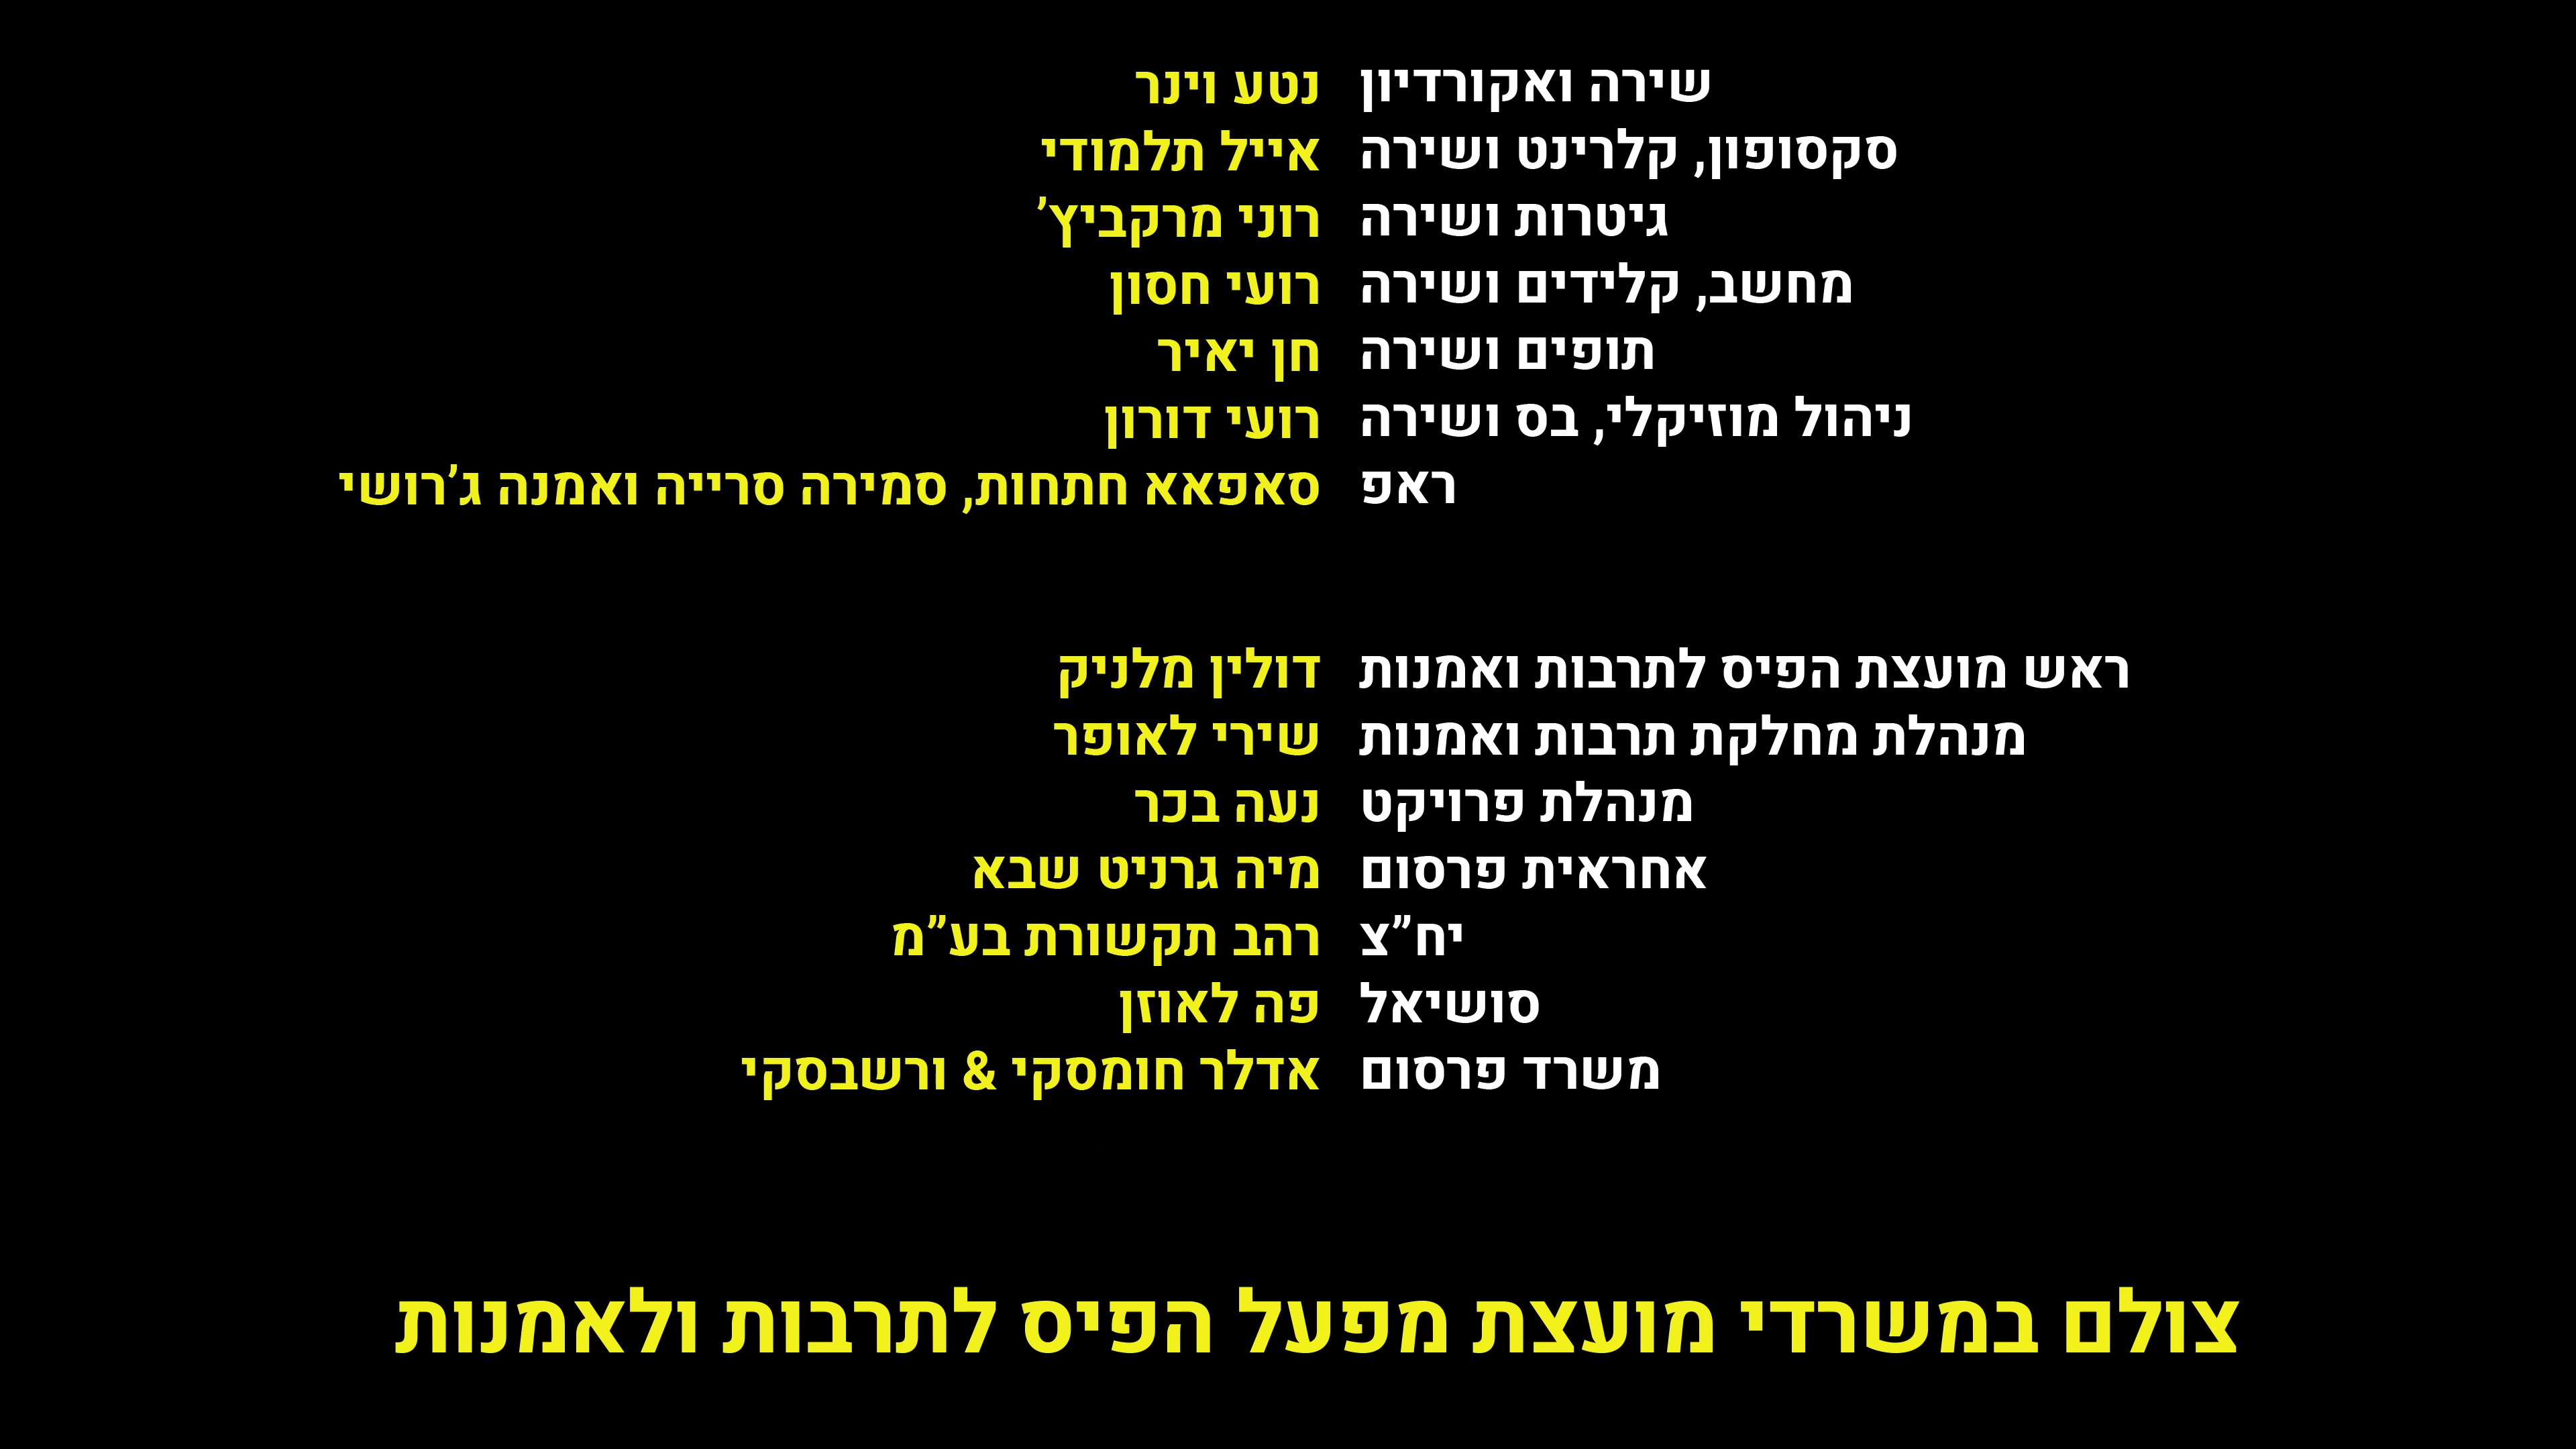 שירה ואקורדיון נטע וינר
סקסופון, קלרינט ושירה אייל תלמודי
גיטרות ושירה רוני מרקביץ’
מחשב, קלידים ושירה רועי חסון
תופים ושירה חן יאיר
ניהול מוזיקלי, בס ושירה רועי דורון
ראפ סאפאא חתחות, סמירה סרייה ואמנה ג’רושי
ראש מועצת הפיס לתרבות ואמנות דולין מלניק
מנהלת מחלקת תרבות ואמנות שירי לאופר
מנהלת פרויקט נעה בכר
אחראית פרסום מיה גרניט שבא
יח”צ רהב תקשורת בע”מ
סושיאל פה לאוזן
משרד פרסום אדלר חומסקי & ורשבסקי
צולם במשרדי מועצת מפעל הפיס לתרבות ולאמנות